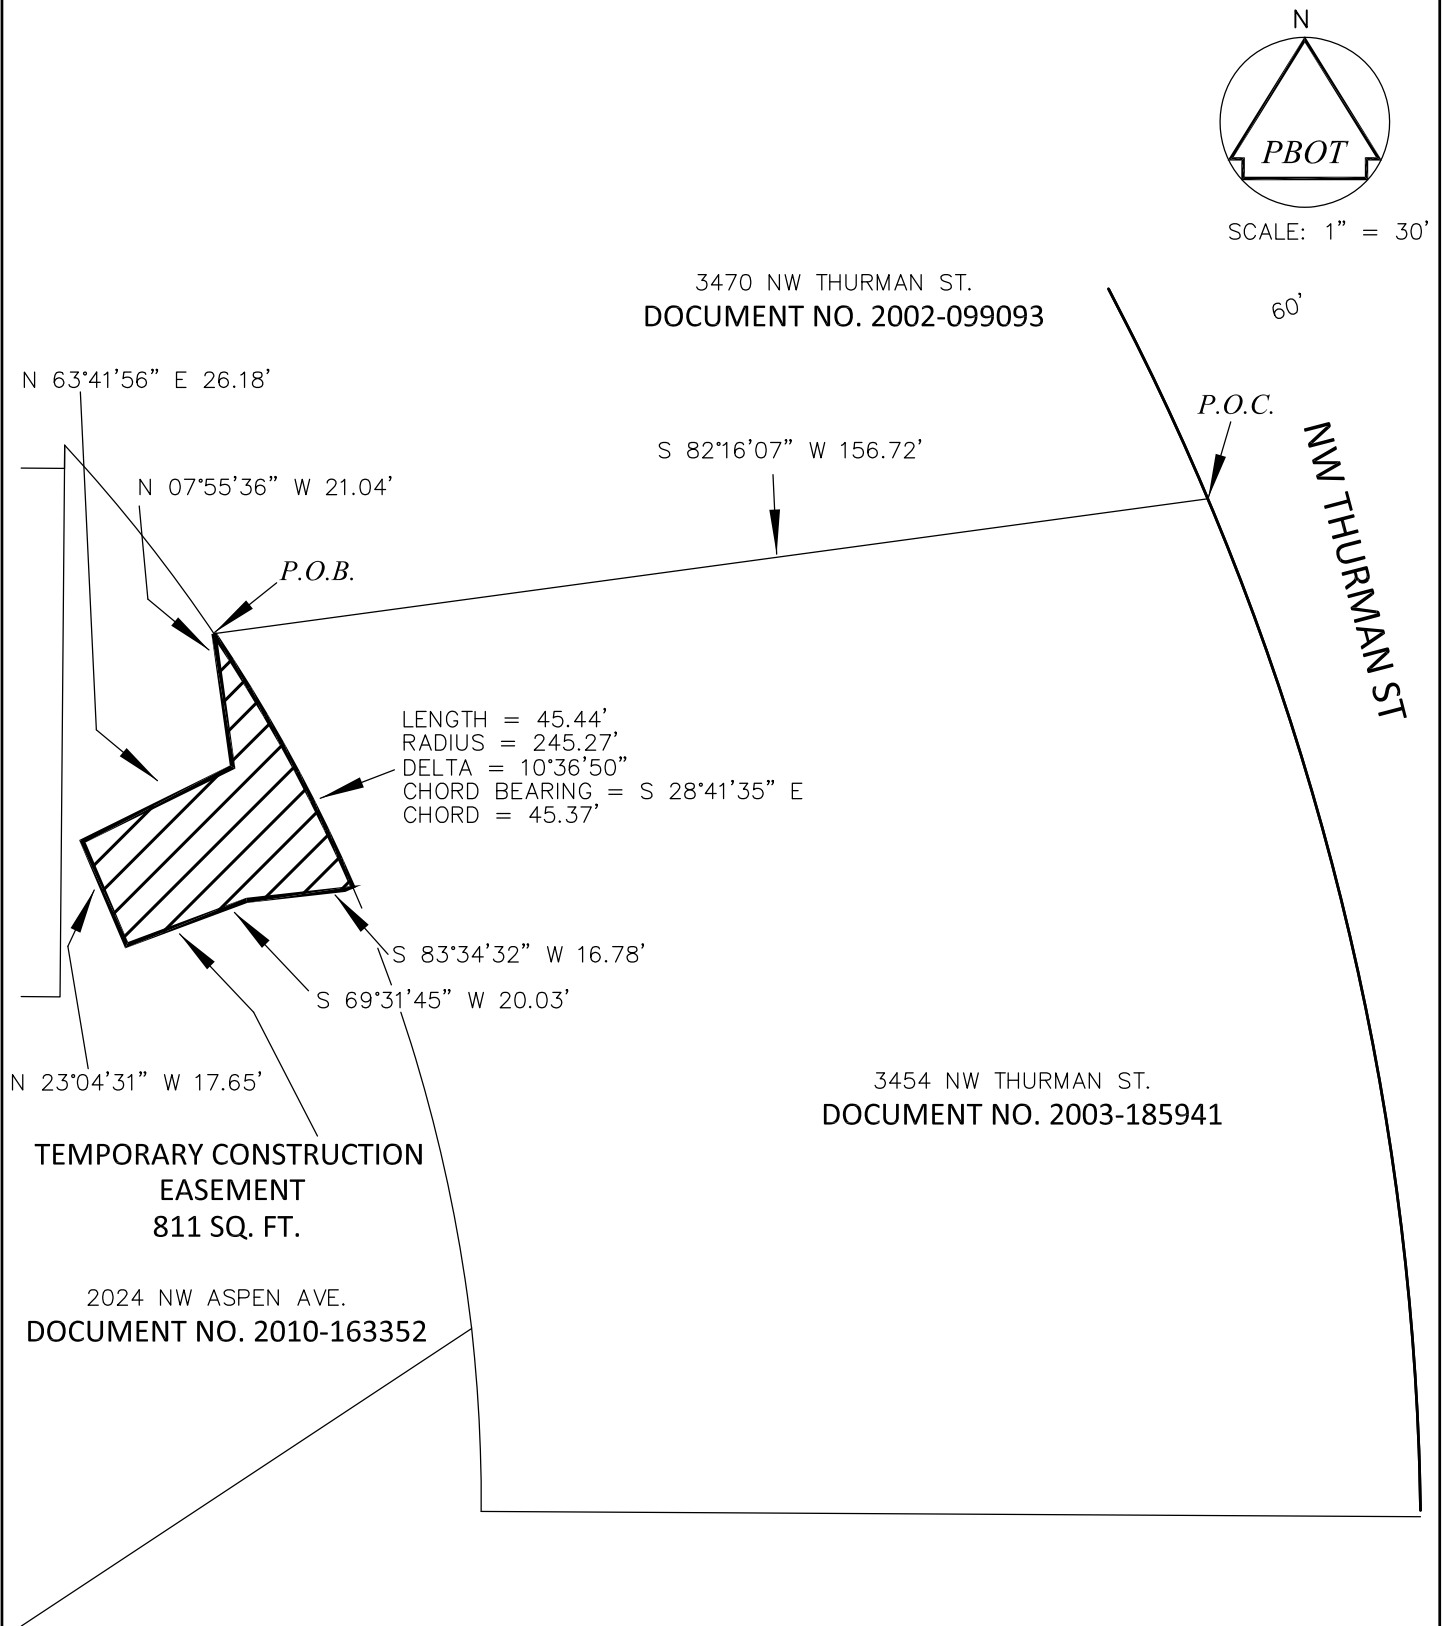 N
PBOT
SCALE: 1” = 30’
3470 NW THURMAN ST.
DOCUMENT NO. 2002-099093
60’
N 63°41’56” E 26.18’
P.O.C.
NW THURMAN ST
S 82°16’07” W 156.72’
N 07°55’36” W 21.04’
P.O.B.
LENGTH = 45.44’
RADIUS = 245.27’
DELTA = 10°36’50”
CHORD BEARING = S 28°41’35” E
CHORD = 45.37’
S 83°34’32” W 16.78’
S 69°31’45” W 20.03’
N 23°04’31” W 17.65’
3454 NW THURMAN ST.
DOCUMENT NO. 2003-185941
TEMPORARY CONSTRUCTION
EASEMENT
811 SQ. FT.
2024 NW ASPEN AVE.
DOCUMENT NO. 2010-163352